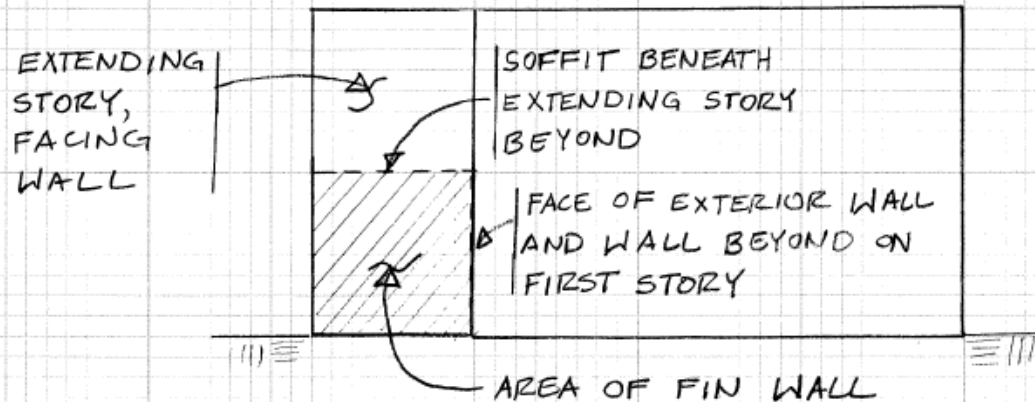 EXTENDING
STORY,
FACING
WALL
SOFFIT BENEATH
EXTENDING STORY
BEYOND
FACE OF EXTERIOR WALL
AND WALL BEYOND ON
FIRST STORY
AREA OF FIN WALL